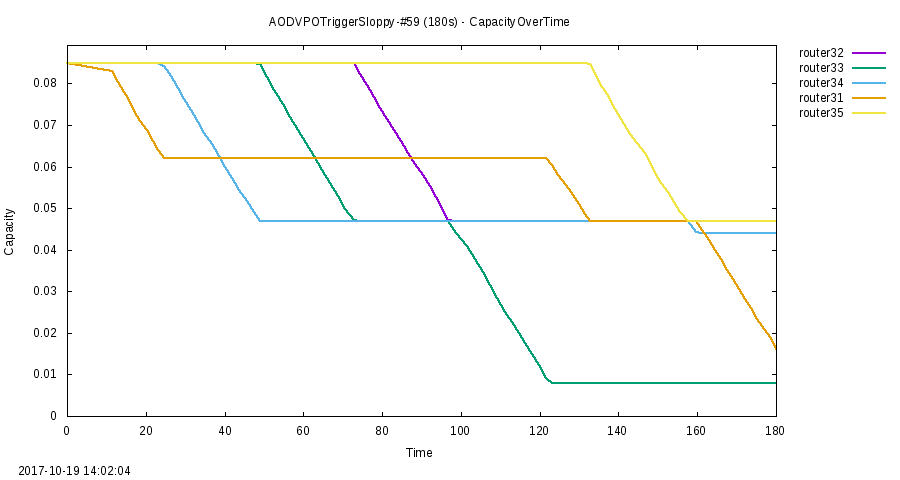 AODVPOTriggerSloppy-#59 (180s) - CapacityOverTime
router32
router33
router34
router31
router35
0.08
0.07
0.06
0.05
0.04
0.03
0.02
0.01
0
Capacity
0 20 40 60 80 100 120 140 160 180
Time
2017-10-19 14:02:04